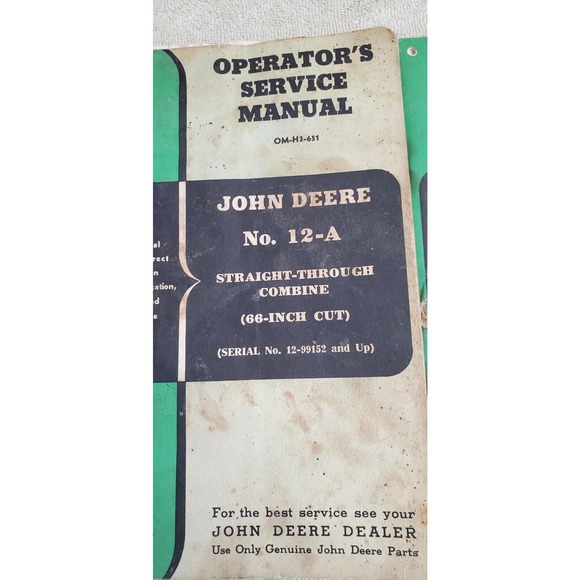 OPERATOR'S
SERVICE
MANUAL
OM-H3-651
JOHN DEERE
No. 12-A
STRAIGHT-THROUGH
COMBINE
(66-INCH CUT)
(SERIAL No. 12-99152 and Up)
For the best service see your
JOHN DEERE DEALER
Use Only Genuine John Deere Parts